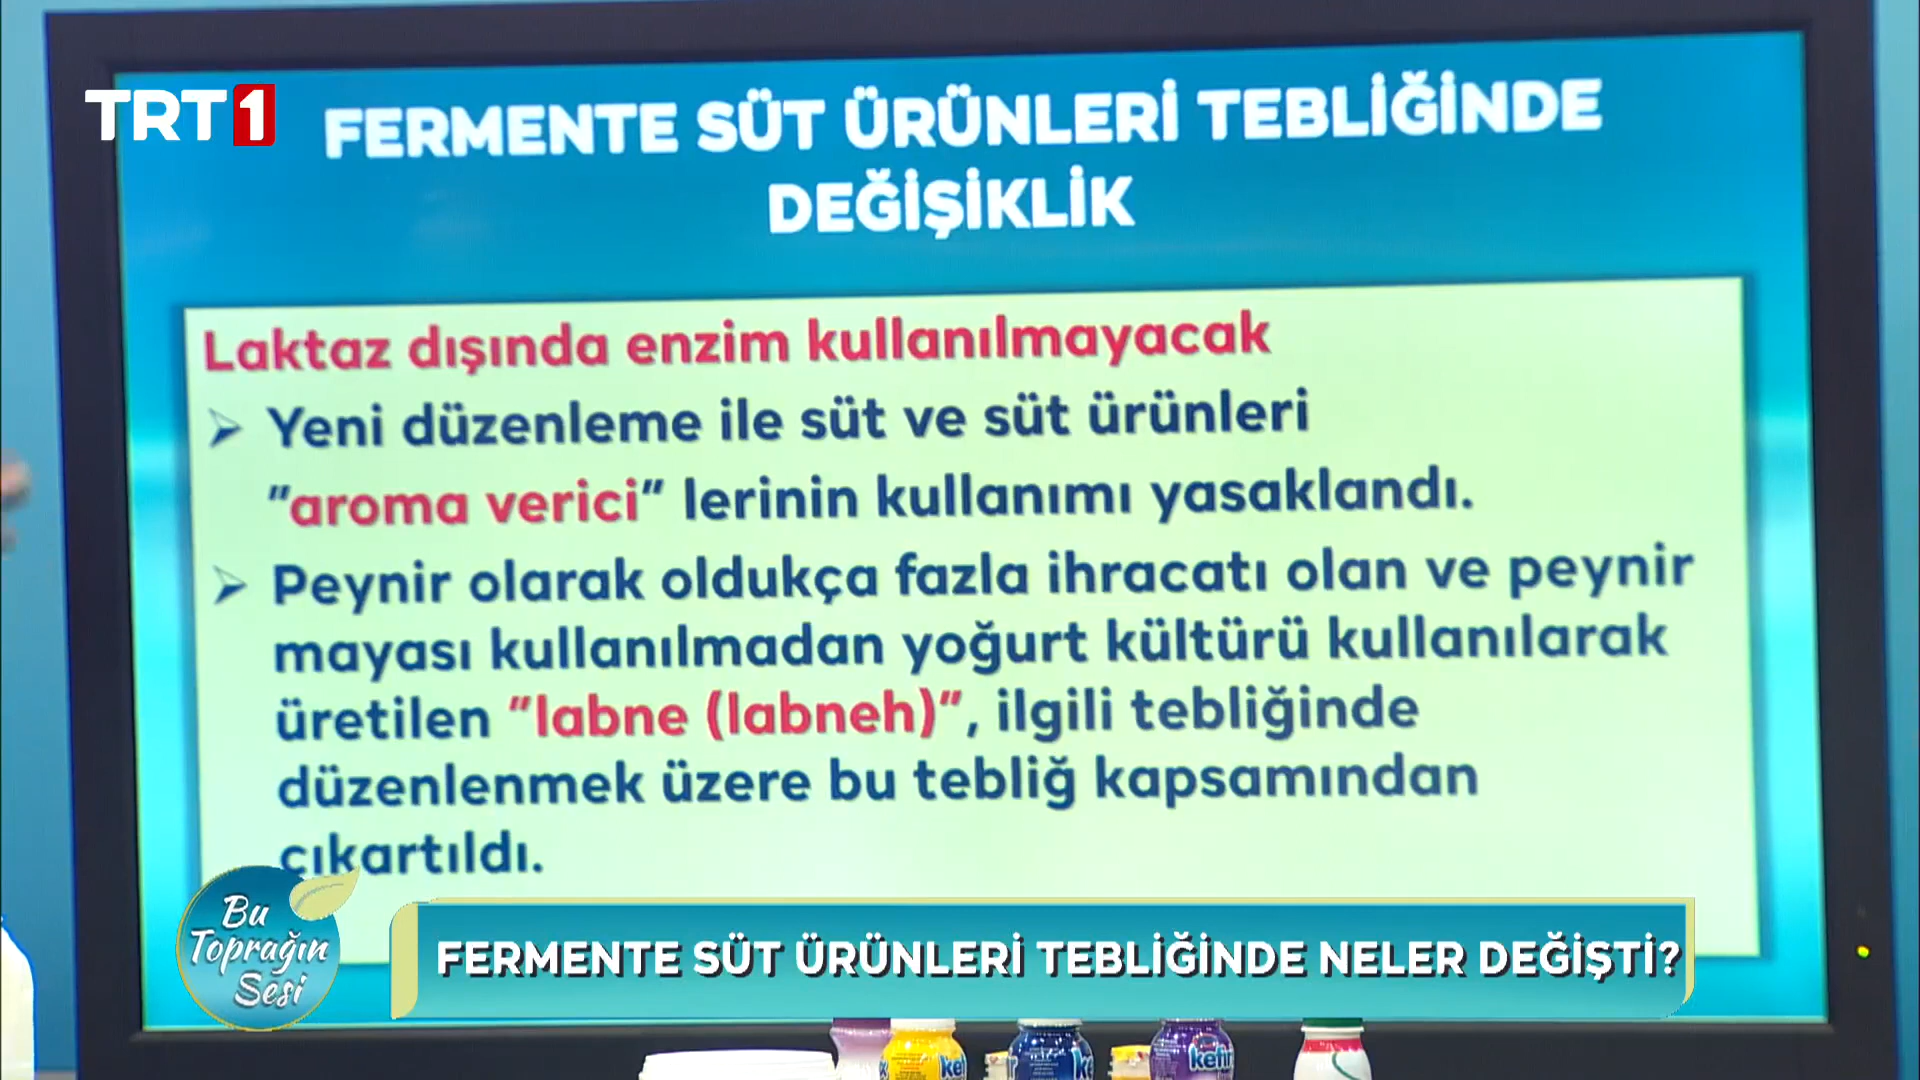 TRT 1
FERMENTE SÜT ÜRÜNLERİ TEBLİĞİNDE
DEĞİŞİKLİK
Laktaz dışında enzim kullanılmayacak
➢ Yeni düzenleme ile süt ve süt ürünleri
"aroma verici" lerinin kullanımı yasaklandı.
➢ Peynir olarak oldukça fazla ihracatı olan ve peynir
mayası kullanılmadan yoğurt kültürü kullanılarak
üretilen "labne (labneh)", ilgili tebliğinde
düzenlenmek üzere bu tebliğ kapsamından
çıkartıldı.
Bu
Toprağın
Sesi
FERMENTE SÜT ÜRÜNLERİ TEBLİĞİNDE NELER DEĞİŞTİ?
kefir